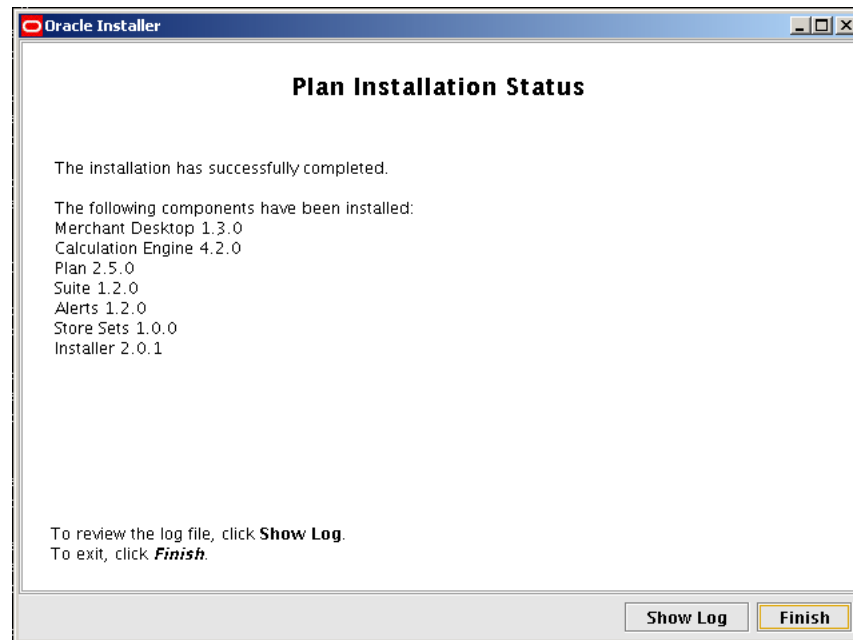 Oracle Installer
Plan Installation Status
The installation has successfully completed.
The following components have been installed:
Merchant Desktop 1.3.0
Calculation Engine 4.2.0
Plan 2.5.0
Suite 1.2.0
Alerts 1.2.0
Store Sets 1.0.0
Installer 2.0.1
To review the log file, click Show Log.
To exit, click Finish.
Show Log
Finish